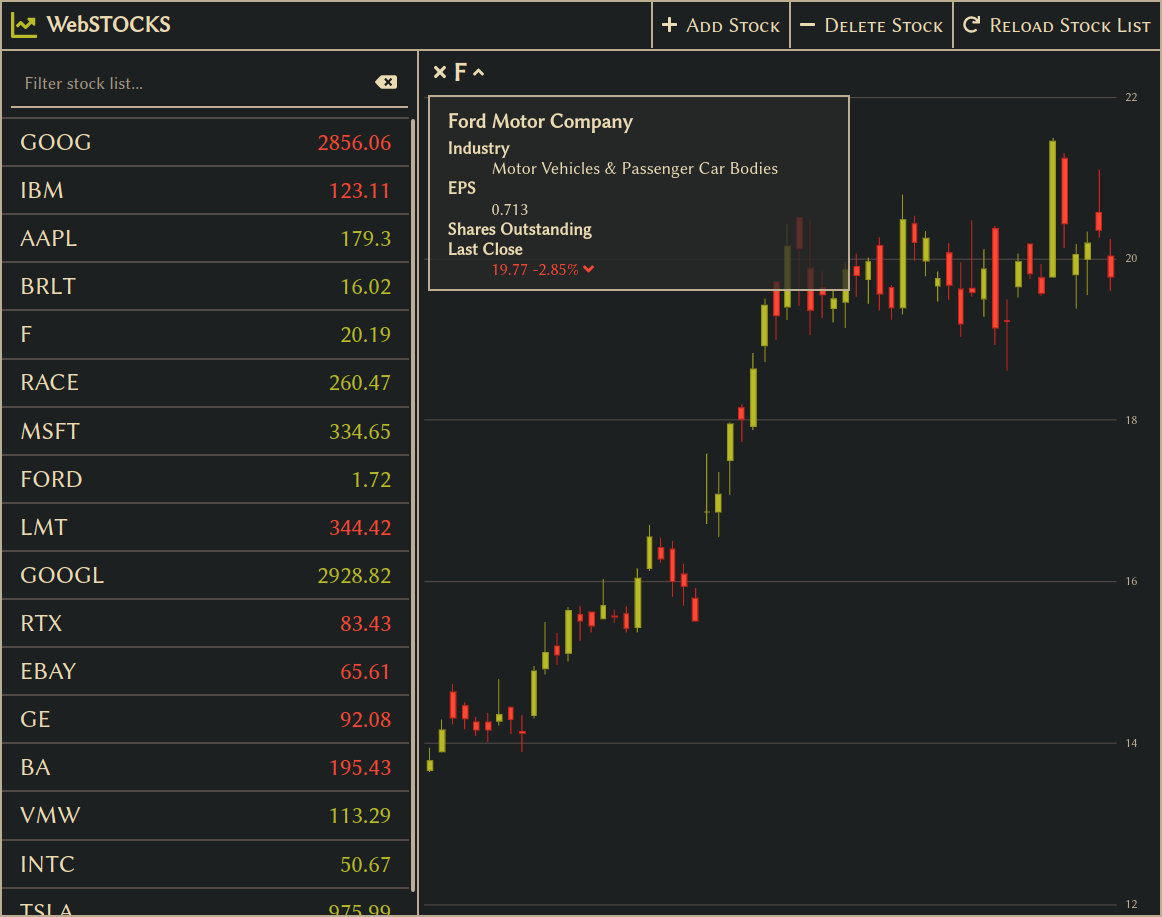 WebSTOCKS
Add Stock
Delete Stock
Reload Stock List
Filter stock list...
GOOG 2856.06
IBM 123.11
AAPL 179.3
BRLT 16.02
F 20.19
RACE 260.47
MSFT 334.65
FORD 1.72
LMT 344.42
GOOGL 2928.82
RTX 83.43
EBAY 65.61
GE 92.08
BA 195.43
VMW 113.29
INTC 50.67
TSLA 975.99
F
Ford Motor Company
Industry
Motor Vehicles & Passenger Car Bodies
EPS
0.713
Shares Outstanding
Last Close
19.77 -2.85%
22
20
18
16
14
12